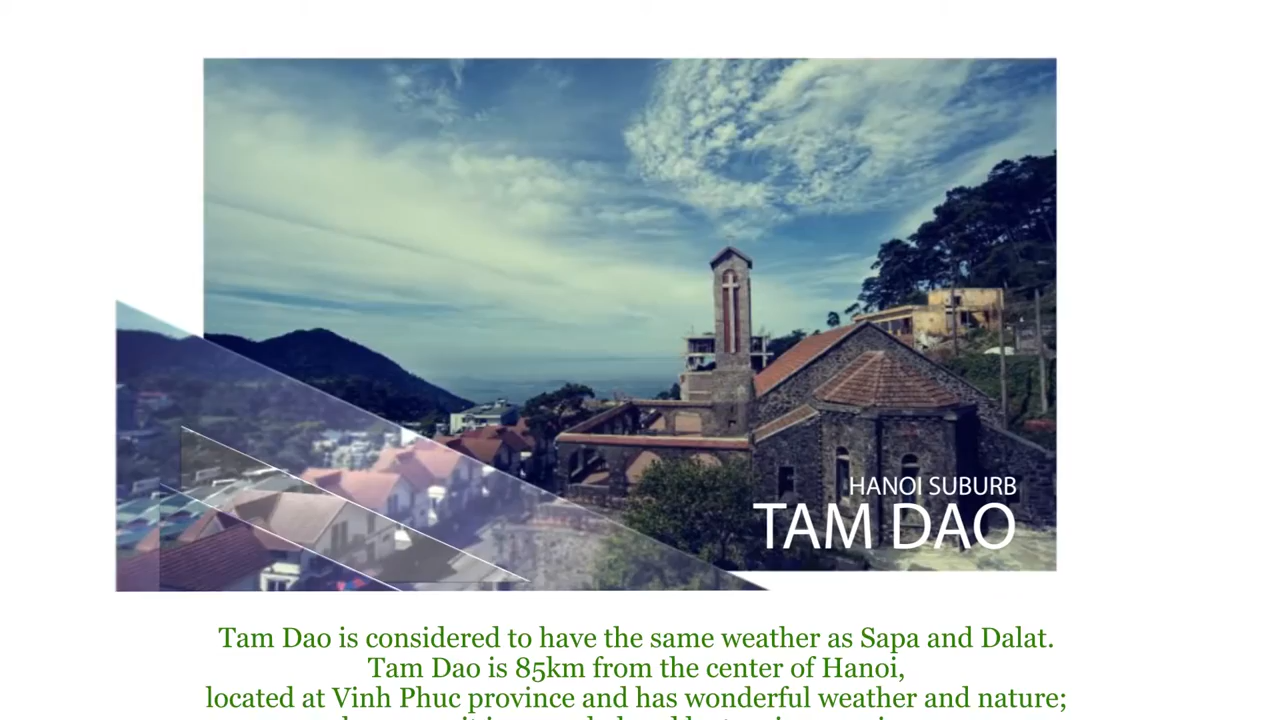 HANOI SUBURB
TAM DAO
Tam Dao is considered to have the same weather as Sapa and Dalat.
Tam Dao is 85km from the center of Hanoi,
located at Vinh Phuc province and has wonderful weather and nature;